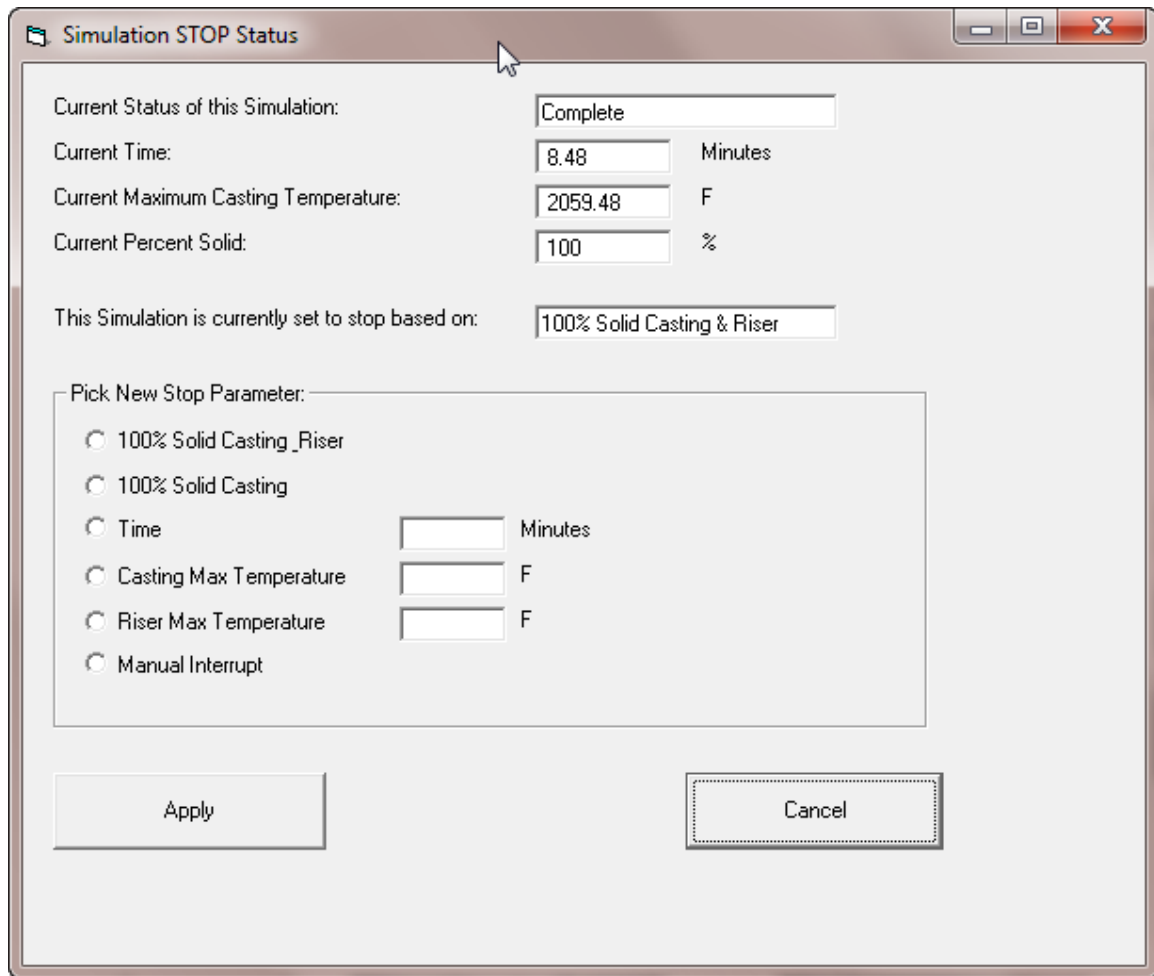 Simulation STOP Status
Current Status of this Simulation: Complete
Current Time: 8.48 Minutes
Current Maximum Casting Temperature: 2059.48 F
Current Percent Solid: 100 %
This Simulation is currently set to stop based on: 100% Solid Casting & Riser
Pick New Stop Parameter:
100% Solid Casting _Riser
100% Solid Casting
Time Minutes
Casting Max Temperature F
Riser Max Temperature F
Manual Interrupt
Apply Cancel